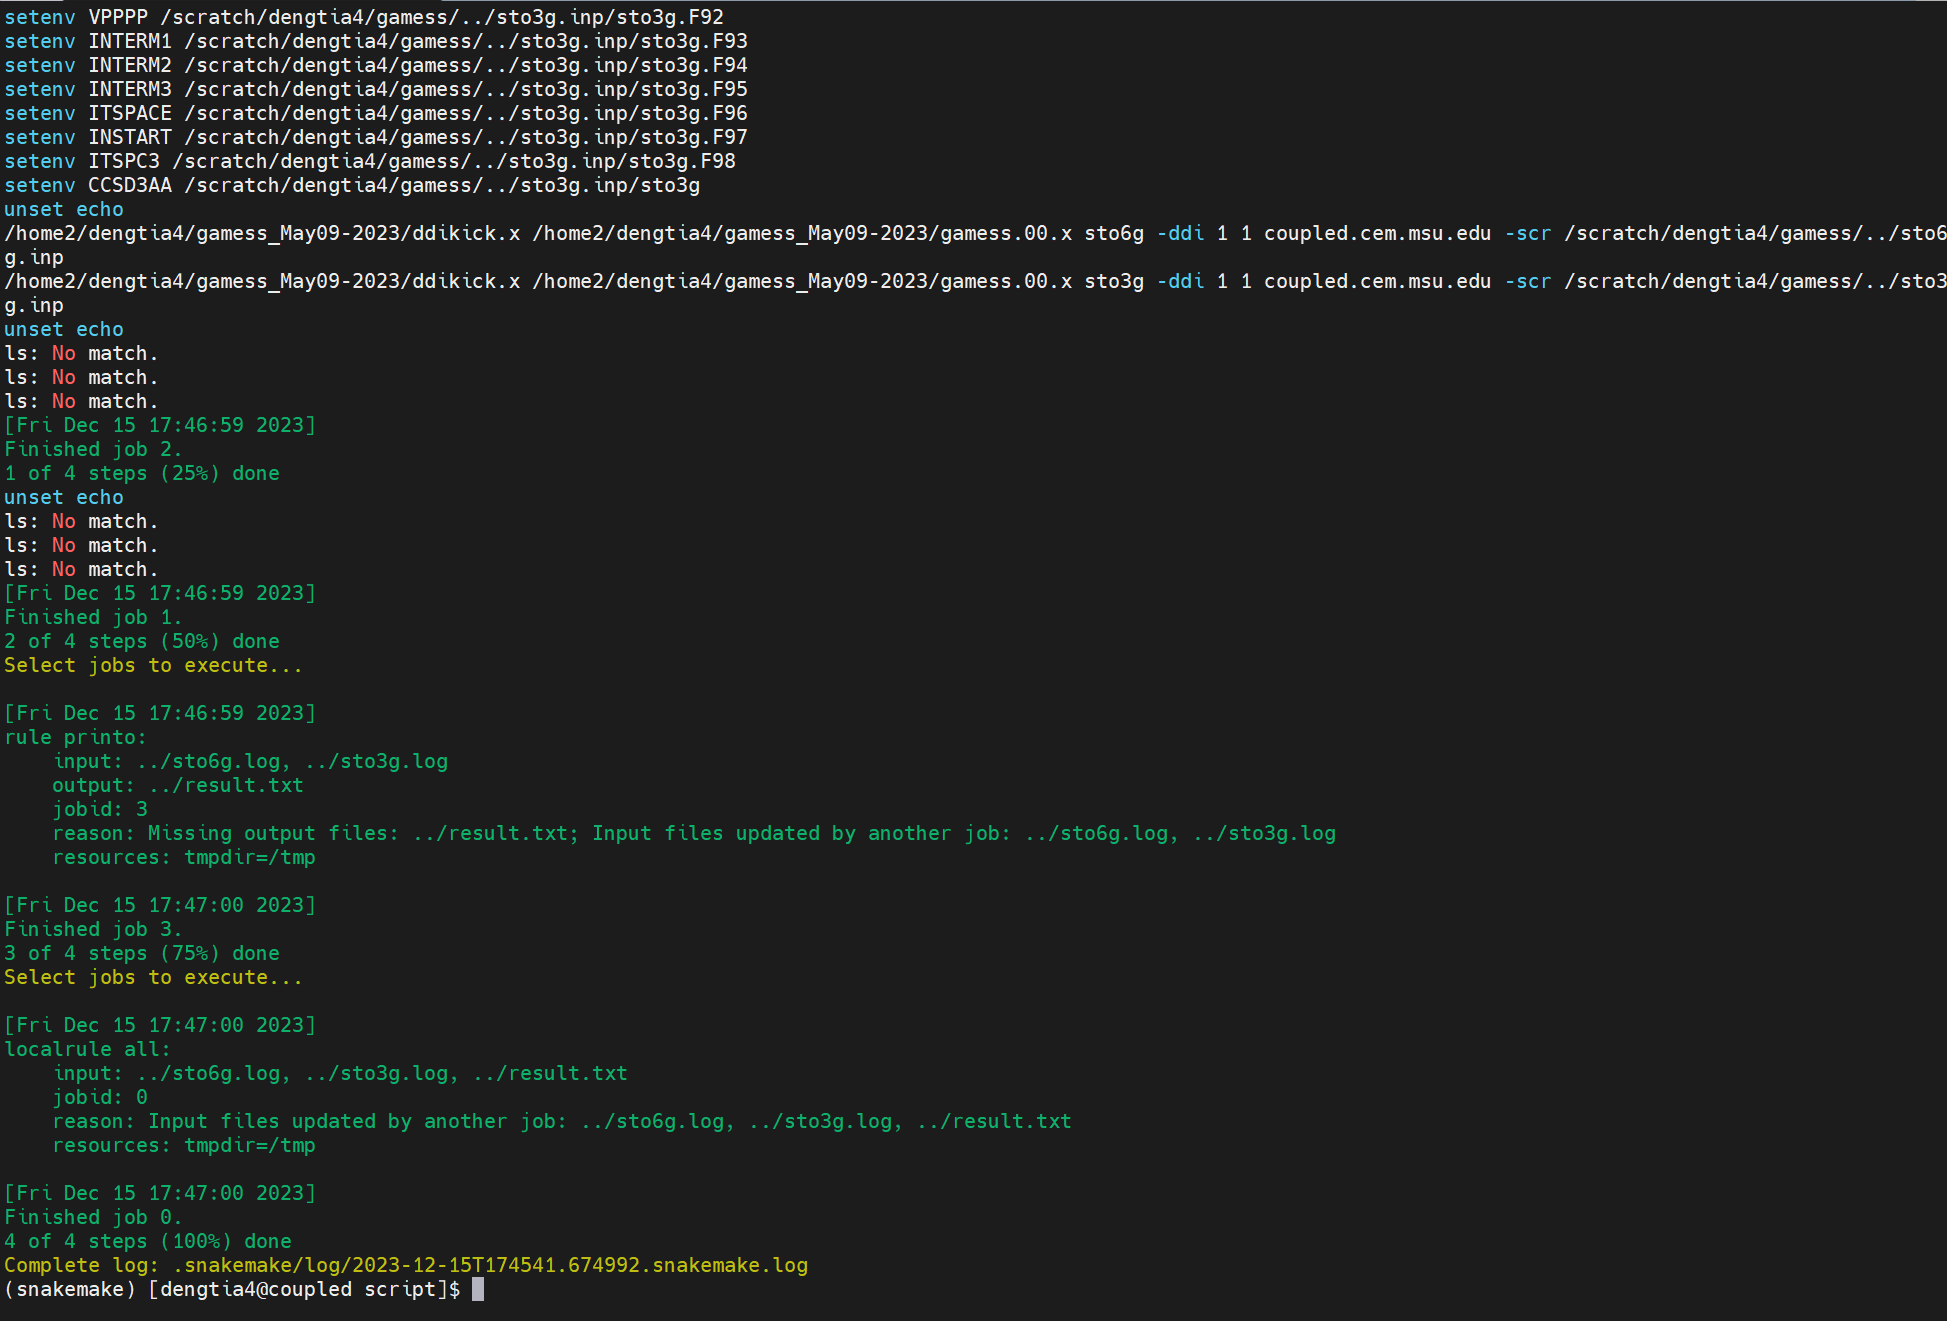 setenv VPPPP /scratch/dengtia4/gamess/../sto3g.inp/sto3g.F92
setenv INTERM1 /scratch/dengtia4/gamess/../sto3g.inp/sto3g.F93
setenv INTERM2 /scratch/dengtia4/gamess/../sto3g.inp/sto3g.F94
setenv INTERM3 /scratch/dengtia4/gamess/../sto3g.inp/sto3g.F95
setenv ITSPACE /scratch/dengtia4/gamess/../sto3g.inp/sto3g.F96
setenv INSTART /scratch/dengtia4/gamess/../sto3g.inp/sto3g.F97
setenv ITSPC3 /scratch/dengtia4/gamess/../sto3g.inp/sto3g.F98
setenv CCSD3AA /scratch/dengtia4/gamess/../sto3g.inp/sto3g
unset echo
/home2/dengtia4/gamess_May09-2023/ddikick.x /home2/dengtia4/gamess_May09-2023/gamess.00.x sto6g -ddi 1 1 coupled.cem.msu.edu -scr /scratch/dengtia4/gamess/../sto6
g.inp
/home2/dengtia4/gamess_May09-2023/ddikick.x /home2/dengtia4/gamess_May09-2023/gamess.00.x sto3g -ddi 1 1 coupled.cem.msu.edu -scr /scratch/dengtia4/gamess/../sto3
g.inp
unset echo
ls: No match.
ls: No match.
ls: No match.
[Fri Dec 15 17:46:59 2023]
Finished job 2.
1 of 4 steps (25%) done
unset echo
ls: No match.
ls: No match.
ls: No match.
[Fri Dec 15 17:46:59 2023]
Finished job 1.
2 of 4 steps (50%) done
Select jobs to execute...
[Fri Dec 15 17:46:59 2023]
rule printo:
    input: ../sto6g.log, ../sto3g.log
    output: ../result.txt
    jobid: 3
    reason: Missing output files: ../result.txt; Input files updated by another job: ../sto6g.log, ../sto3g.log
    resources: tmpdir=/tmp
[Fri Dec 15 17:47:00 2023]
Finished job 3.
3 of 4 steps (75%) done
Select jobs to execute...
[Fri Dec 15 17:47:00 2023]
localrule all:
    input: ../sto6g.log, ../sto3g.log, ../result.txt
    jobid: 0
    reason: Input files updated by another job: ../sto6g.log, ../sto3g.log, ../result.txt
    resources: tmpdir=/tmp
[Fri Dec 15 17:47:00 2023]
Finished job 0.
4 of 4 steps (100%) done
Complete log: .snakemake/log/2023-12-15T174541.674992.snakemake.log
(snakemake) [dengtia4@coupled script]$